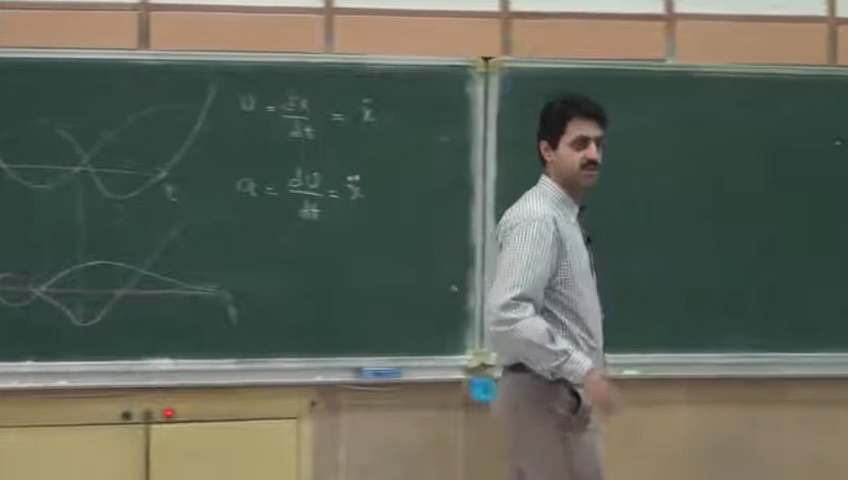 v = dx/dt = ẋ
a = dv/dt = ẍ
t